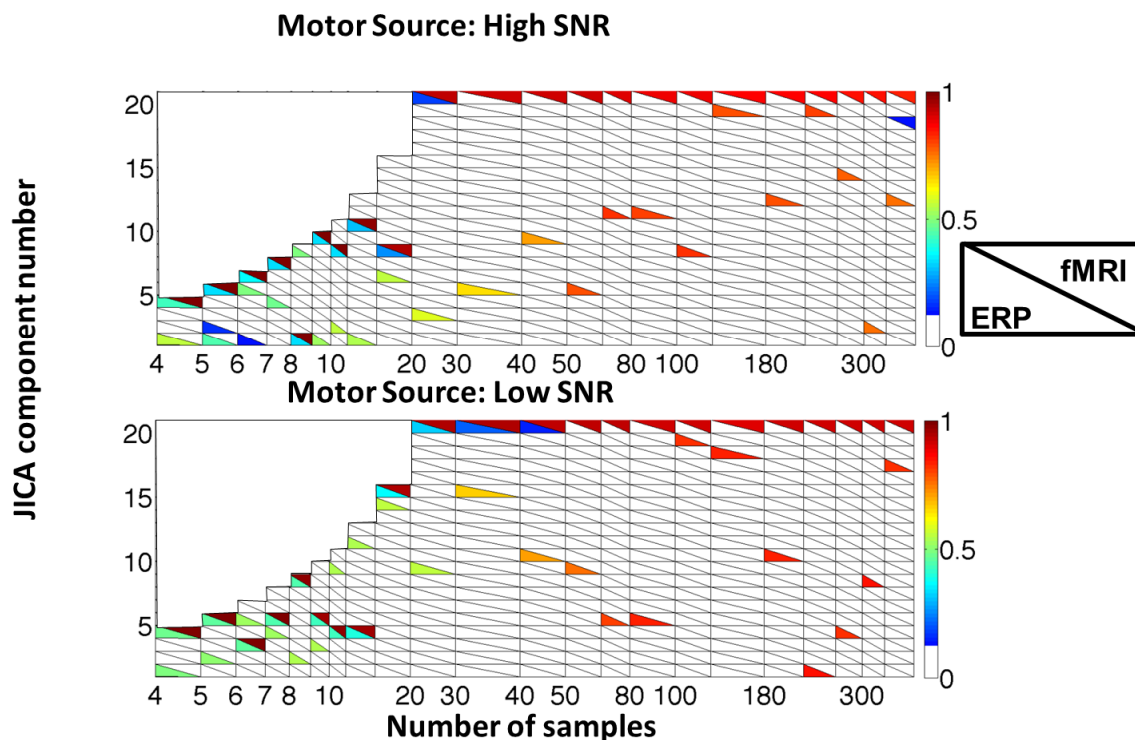 Motor Source: High SNR
JICA component number
20
15
10
5
4 5 6 7 8 10 20 30 40 50 80 100 180 300
1
0.5
0
fMRI
ERP
Motor Source: Low SNR
20
15
10
5
4 5 6 7 8 10 20 30 40 50 80 100 180 300
1
0.5
0
Number of samples